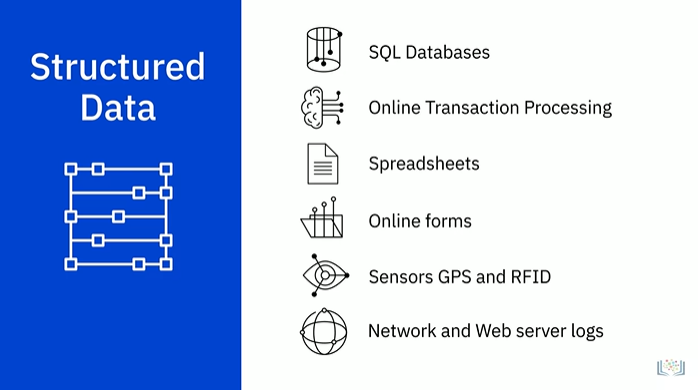 Structured
Data
SQL Databases
Online Transaction Processing
Spreadsheets
Online forms
Sensors GPS and RFID
Network and Web server logs